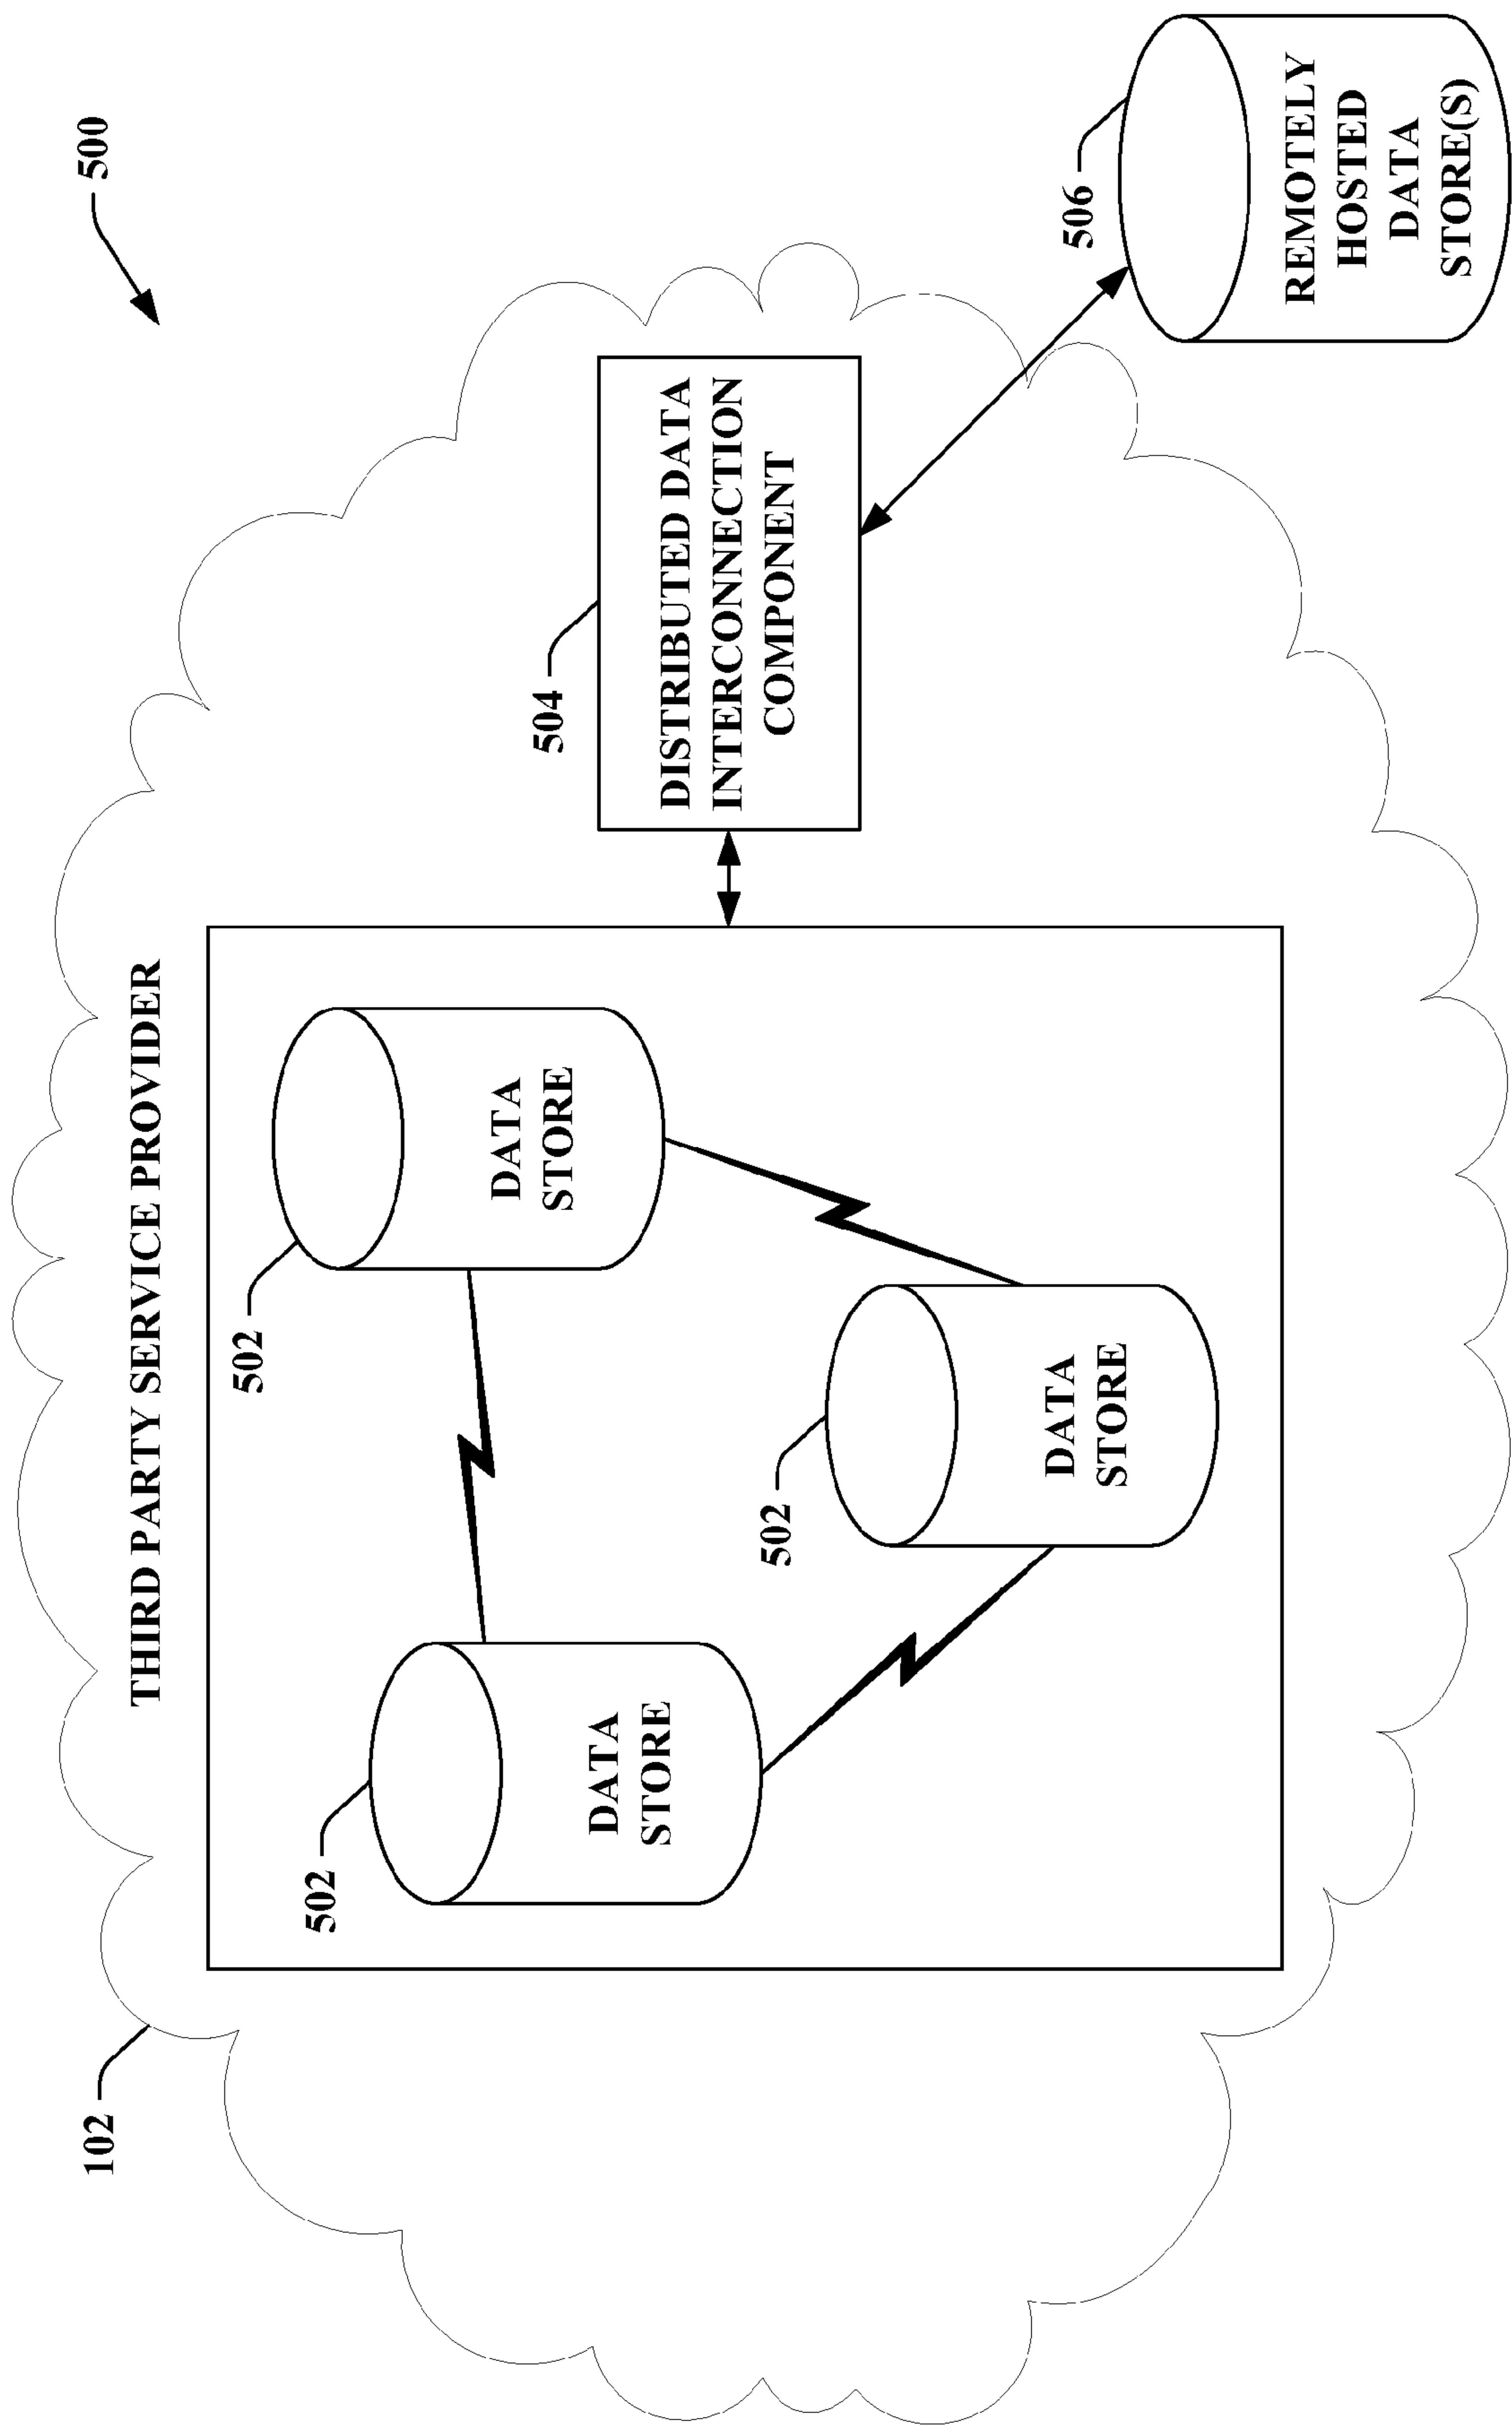 500
102
THIRD PARTY SERVICE PROVIDER
502
DATA
STORE
502
DATA
STORE
502
DATA
STORE
504
DISTRIBUTED DATA
INTERCONNECTION
COMPONENT
506
REMOTELY
HOSTED
DATA
STORE(S)